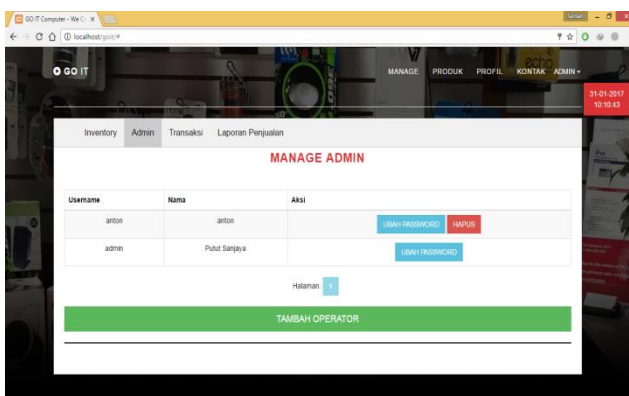 GO IT Computer - We C
localhost/goit/#
GO IT
MANAGE PRODUK PROFIL KONTAK ADMIN
31-01-2017
10:10:43
Inventory Admin Transaksi Laporan Penjualan
MANAGE ADMIN
Username Nama Aksi
anton anton UBAH PASSWORD HAPUS
admin Putut Sanjaya UBAH PASSWORD
Halaman: 1
TAMBAH OPERATOR